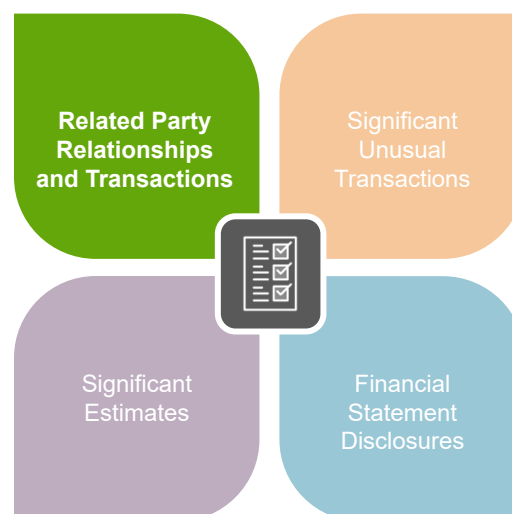 Related Party
Relationships
and Transactions
Significant
Unusual
Transactions
Significant
Estimates
Financial
Statement
Disclosures